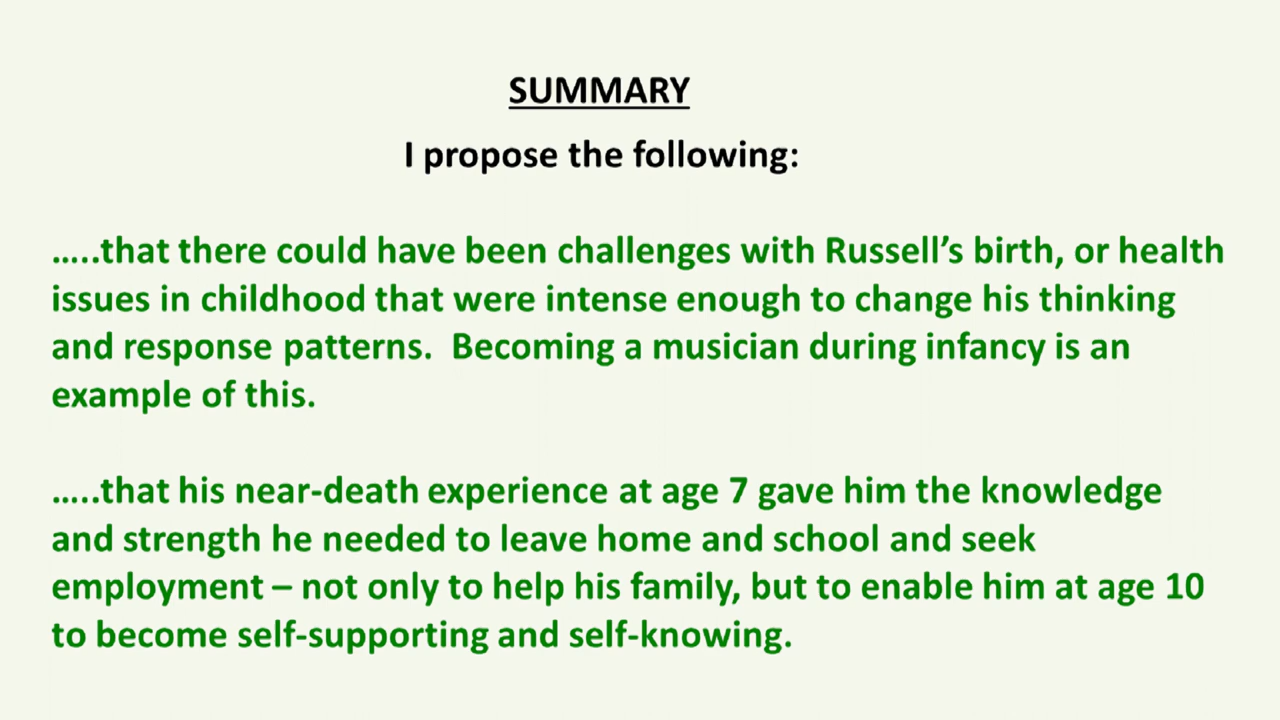 SUMMARY
I propose the following:
…..that there could have been challenges with Russell’s birth, or health
issues in childhood that were intense enough to change his thinking
and response patterns.  Becoming a musician during infancy is an
example of this.
…..that his near-death experience at age 7 gave him the knowledge
and strength he needed to leave home and school and seek
employment – not only to help his family, but to enable him at age 10
to become self-supporting and self-knowing.